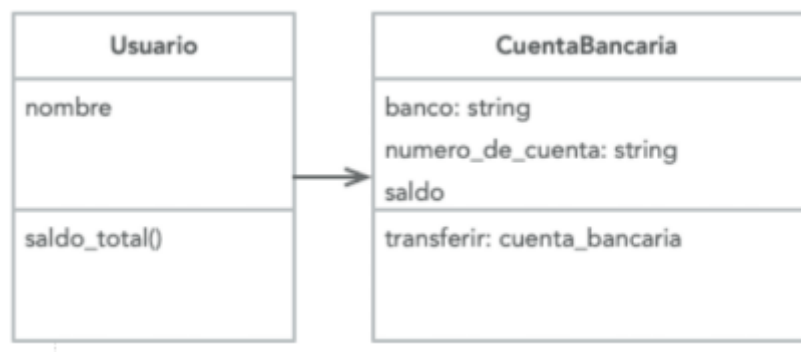 Usuario
nombre
saldo_total()
CuentaBancaria
banco: string
numero_de_cuenta: string
saldo
transferir: cuenta_bancaria